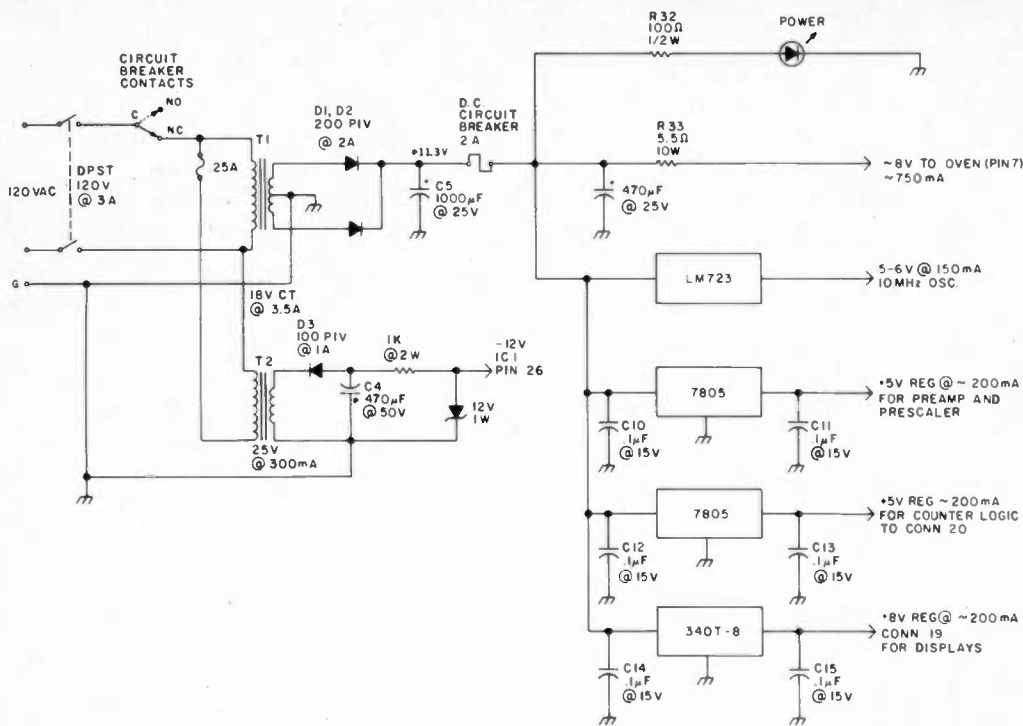 R32
100Ω
1/2W
POWER
CIRCUIT
BREAKER
CONTACTS
NO
C
NC
D1, D2
200 PIV
@ 2A
D.C.
CIRCUIT
BREAKER
2A
T1
+11.3V
R33
5.5Ω
10W
25A
120VAC
DPST
120V
@ 3A
+
C5
1000µF
@ 25V
+
470µF
@ 25V
~8V TO OVEN (PIN 7)
~750mA
G
18V CT
@ 3.5A
LM723
5-6V @ 150mA
10MHz OSC.
D3
100 PIV
@ 1A
1K
@ 2W
-12V
IC1
PIN 26
T2
C4
470µF
+ @ 50V
12V
1W
25V
@ 300mA
7805
+5V REG @ ~ 200mA
FOR PREAMP AND
PRESCALER
C10
.1µF
@ 15V
C11
.1µF
@ 15V
7805
+5V REG ~ 200mA
FOR COUNTER LOGIC
TO CONN 20
C12
.1µF
@ 15V
C13
.1µF
@ 15V
340T-8
+8V REG @ ~ 200mA
CONN 19
FOR DISPLAYS
C14
.1µF
@ 15V
C15
.1µF
@ 15V